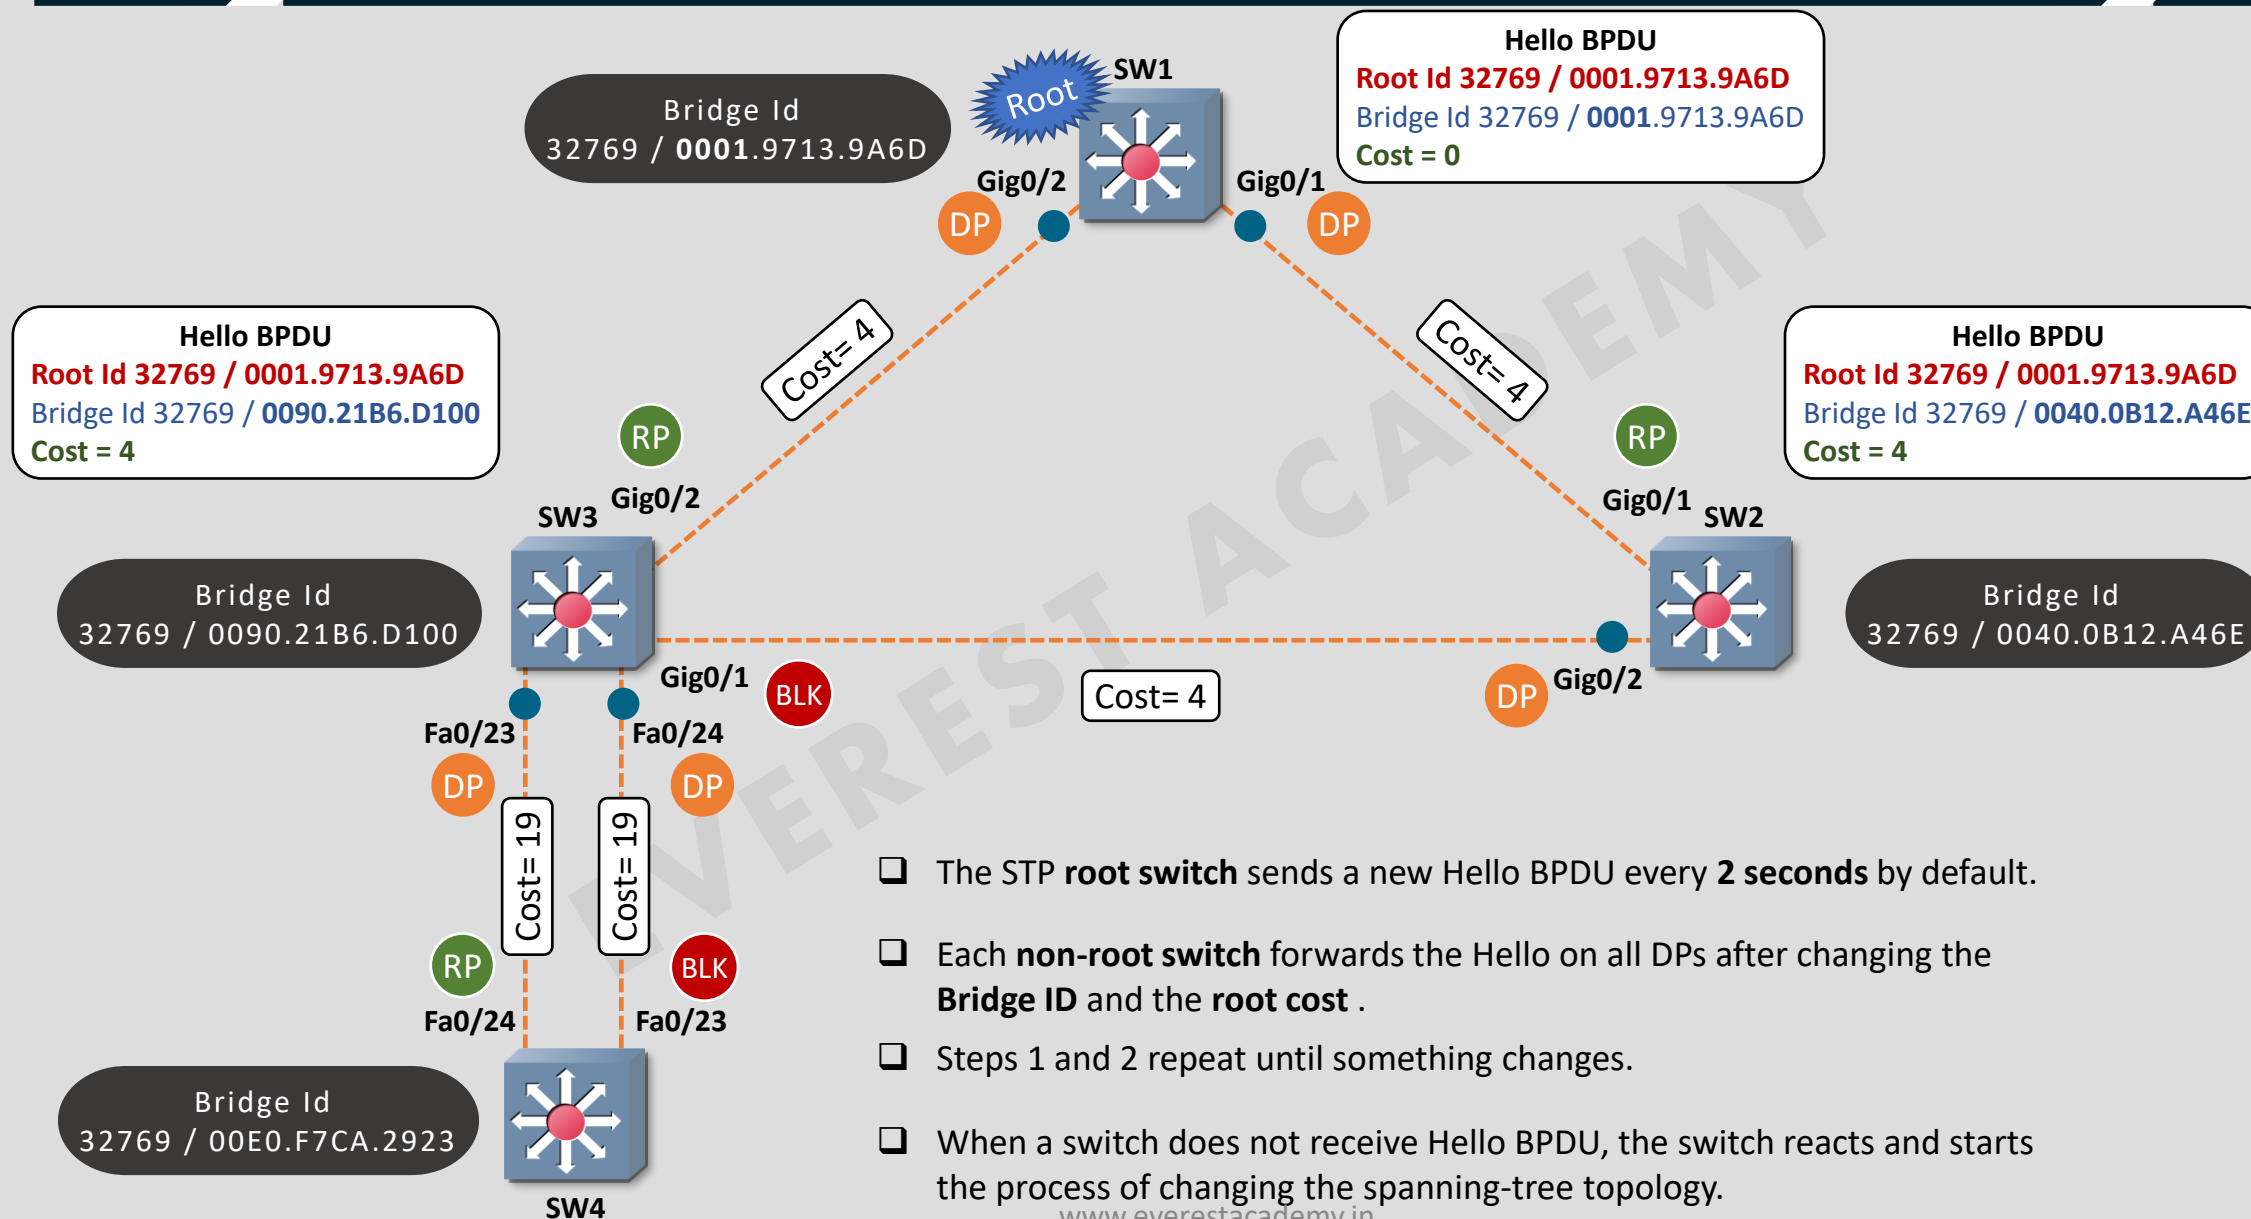 Hello BPDU
Root Id 32769 / 0001.9713.9A6D
Bridge Id 32769 / 0001.9713.9A6D
Cost = 0
SW1
Root
Bridge Id
32769 / 0001.9713.9A6D
Gig0/2
Gig0/1
DP
DP
Cost= 4
Cost= 4
Hello BPDU
Root Id 32769 / 0001.9713.9A6D
Bridge Id 32769 / 0090.21B6.D100
Cost = 4
Hello BPDU
Root Id 32769 / 0001.9713.9A6D
Bridge Id 32769 / 0040.0B12.A46E
Cost = 4
RP
RP
Gig0/2
Gig0/1
SW3
SW2
Bridge Id
32769 / 0090.21B6.D100
Bridge Id
32769 / 0040.0B12.A46E
Gig0/1
BLK
Cost= 4
DP
Gig0/2
Fa0/23
Fa0/24
DP
DP
Cost= 19
Cost= 19
RP
BLK
Fa0/24
Fa0/23
Bridge Id
32769 / 00E0.F7CA.2923
SW4
EVEREST ACADEMY
The STP root switch sends a new Hello BPDU every 2 seconds by default.
Each non-root switch forwards the Hello on all DPs after changing the
Bridge ID and the root cost .
Steps 1 and 2 repeat until something changes.
When a switch does not receive Hello BPDU, the switch reacts and starts
the process of changing the spanning-tree topology.
www.everestacademy.in